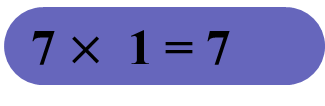 7 × 1 = 7